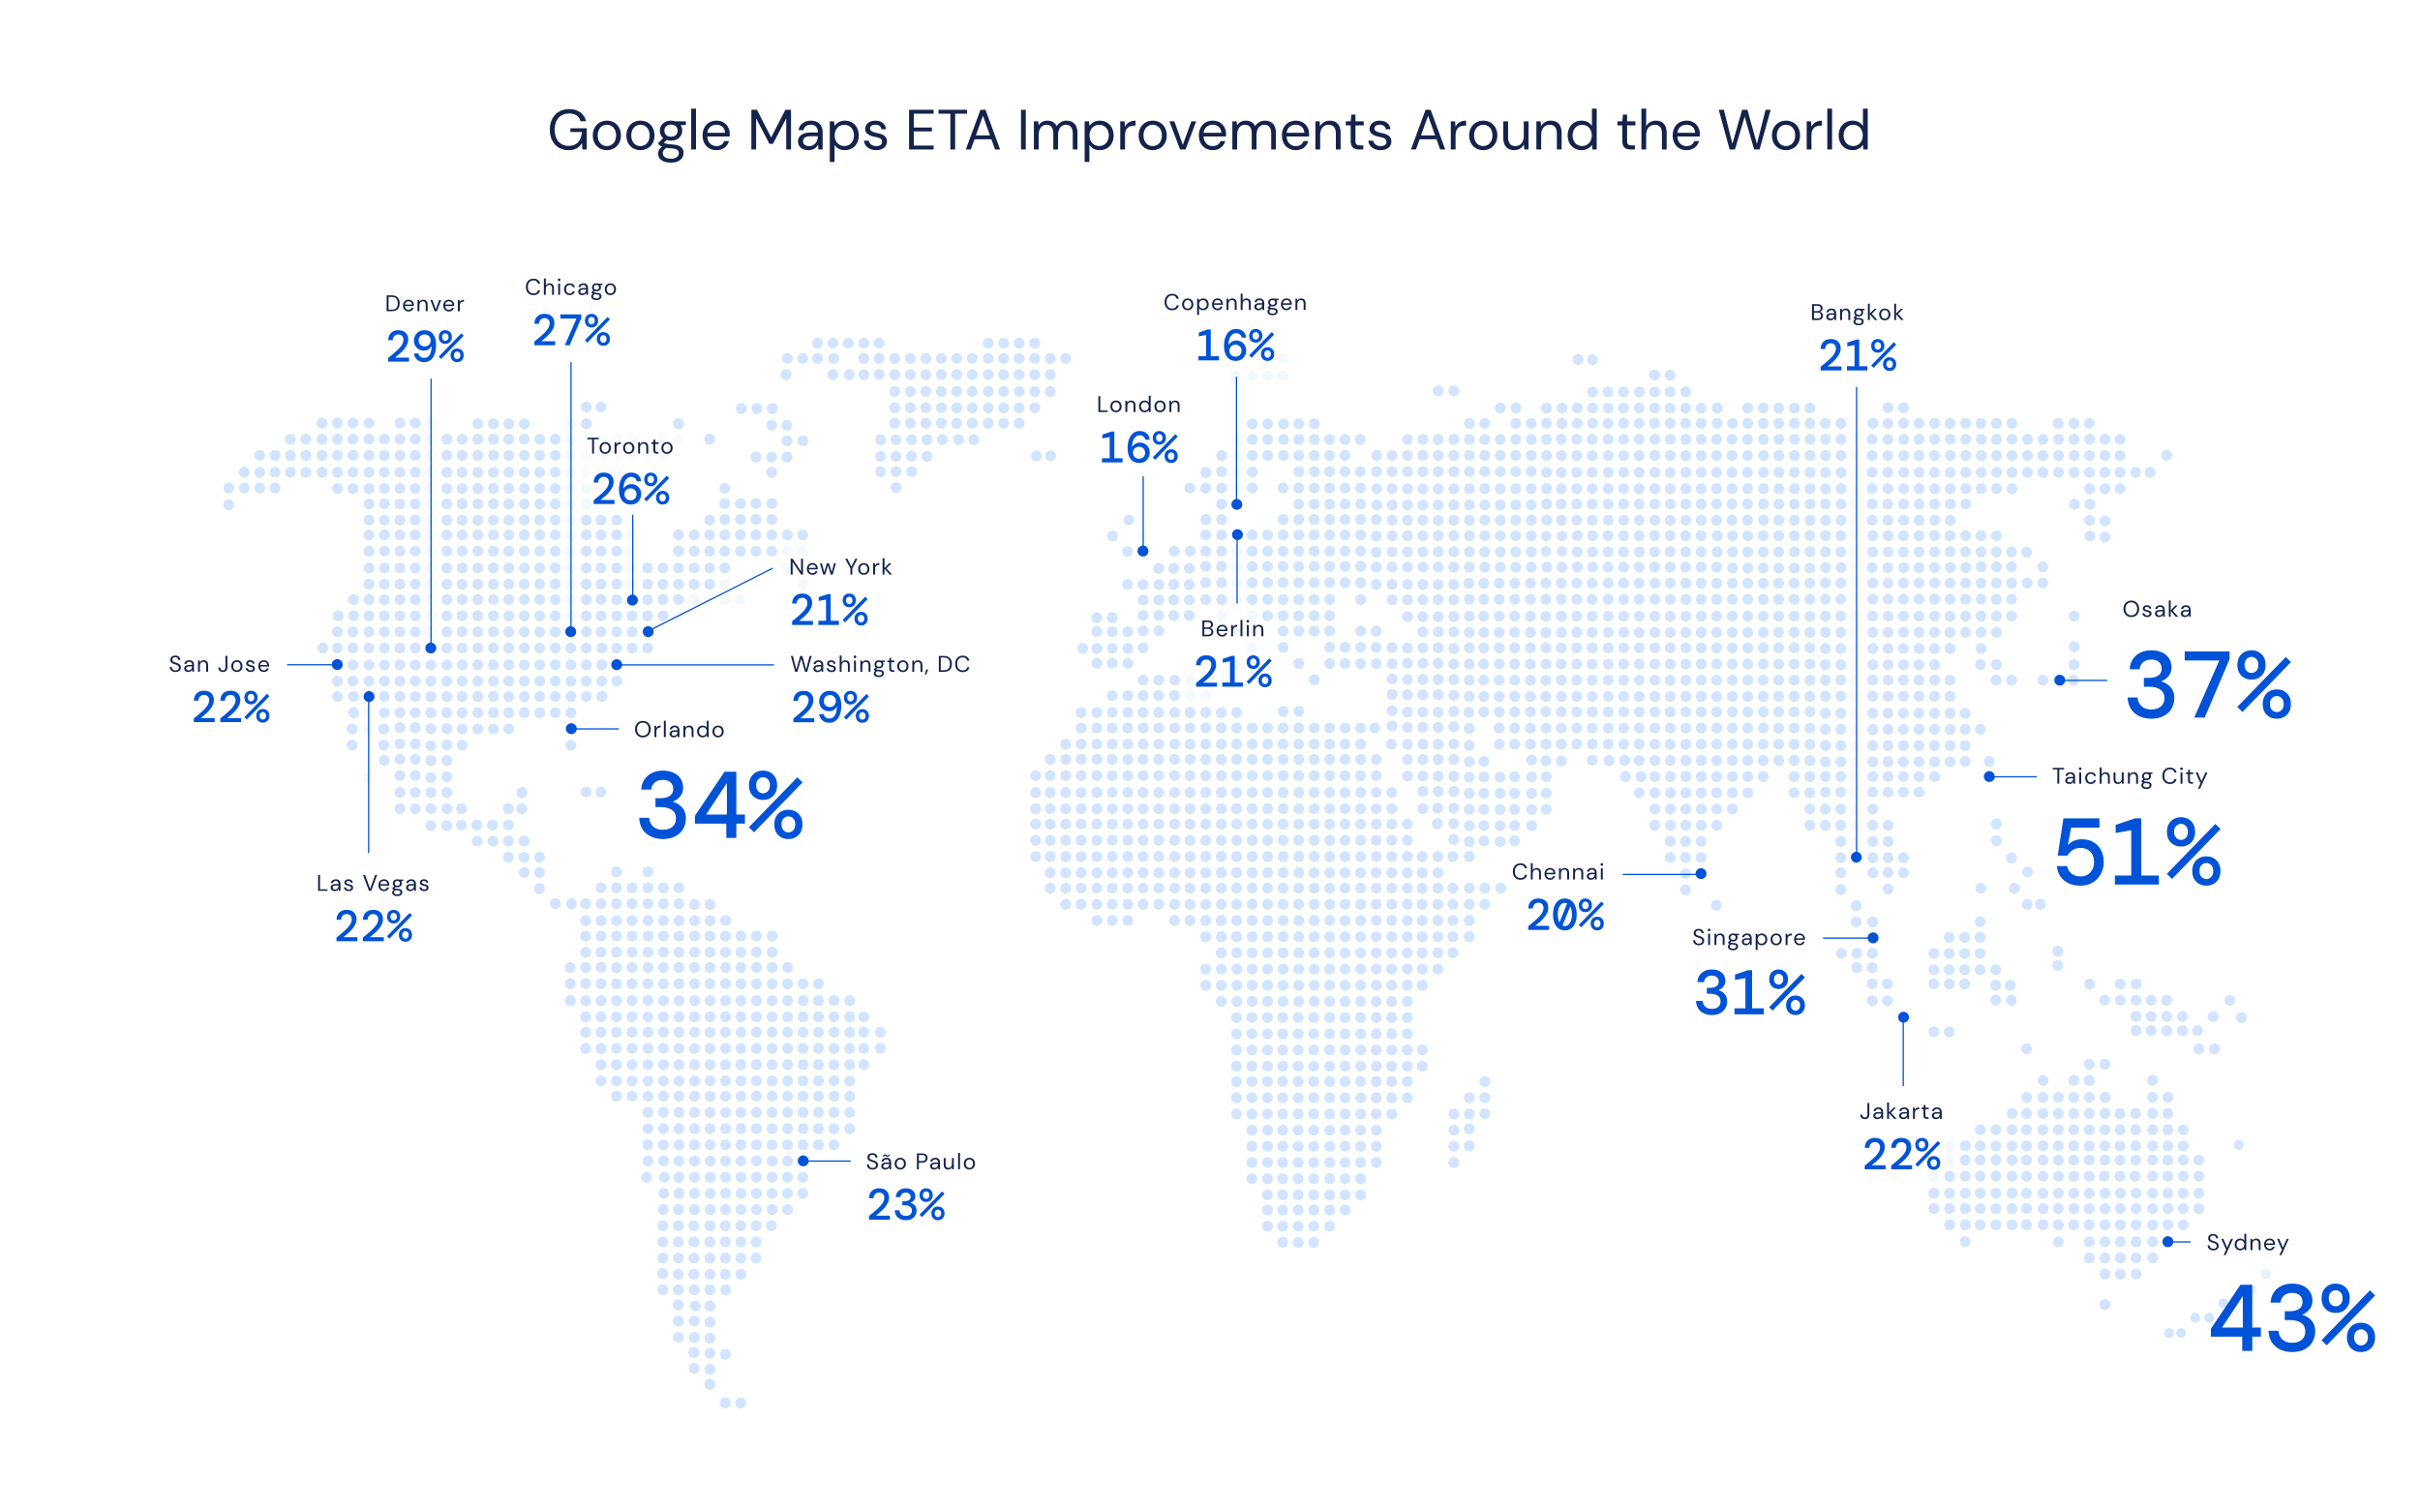 Google Maps ETA Improvements Around the World
Denver
29%
Chicago
27%
Toronto
26%
New York
21%
Washington, DC
29%
San Jose
22%
Orlando
34%
Las Vegas
22%
São Paulo
23%
Copenhagen
16%
London
16%
Berlin
21%
Bangkok
21%
Osaka
37%
Taichung City
51%
Chennai
20%
Singapore
31%
Jakarta
22%
Sydney
43%